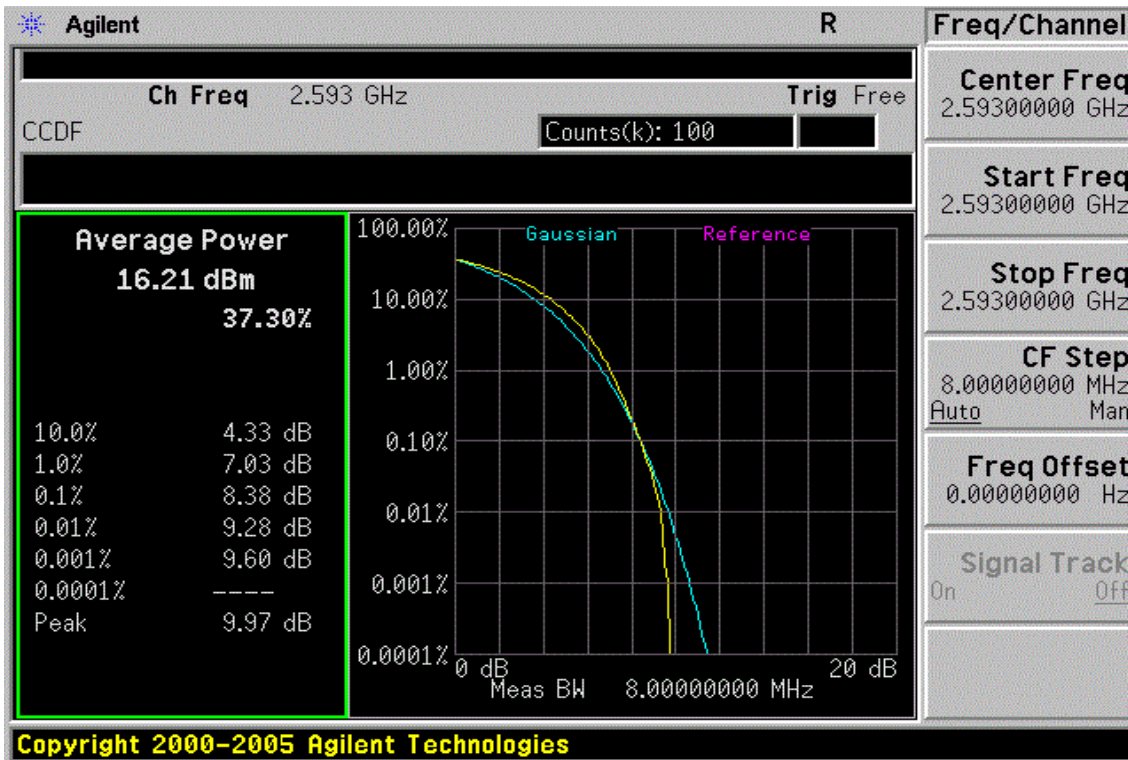 Agilent R
Ch Freq 2.593 GHz Trig Free
CCDF Counts(k): 100
Average Power
16.21 dBm
37.30%
10.0% 4.33 dB
1.0% 7.03 dB
0.1% 8.38 dB
0.01% 9.28 dB
0.001% 9.60 dB
0.0001% ----
Peak 9.97 dB
Gaussian Reference
100.00%
10.00%
1.00%
0.10%
0.01%
0.001%
0.0001%
0 dB 20 dB
Meas BW 8.00000000 MHz
Freq/Channel
Center Freq
2.59300000 GHz
Start Freq
2.59300000 GHz
Stop Freq
2.59300000 GHz
CF Step
8.00000000 MHz
Auto Man
Freq Offset
0.00000000 Hz
Signal Track
On Off
Copyright 2000-2005 Agilent Technologies